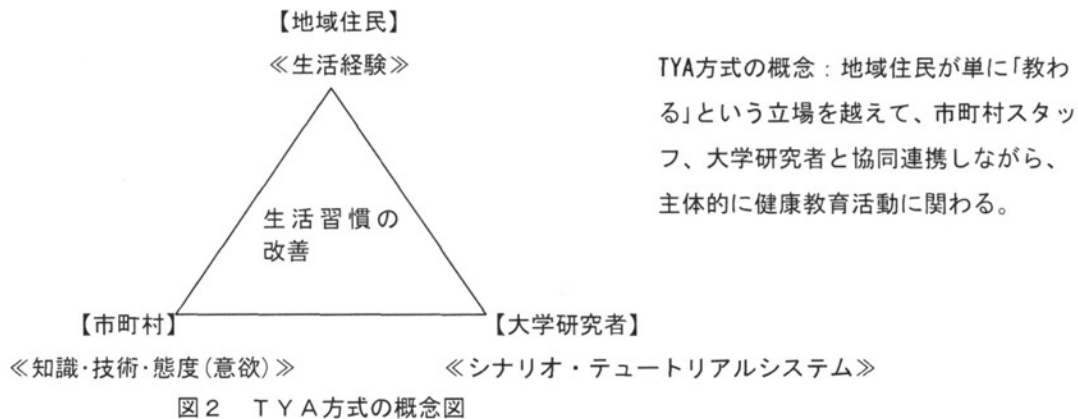 【地域住民】
≪生活経験≫
TYA方式の概念：地域住民が単に「教わ
る」という立場を越えて、市町村スタッ
フ、大学研究者と協同連携しながら、
主体的に健康教育活動に関わる。
生活習慣の
改善
【市町村】
【大学研究者】
≪知識・技術・態度(意欲)≫
≪シナリオ・テュートリアルシステム≫
図２　ＴＹＡ方式の概念図